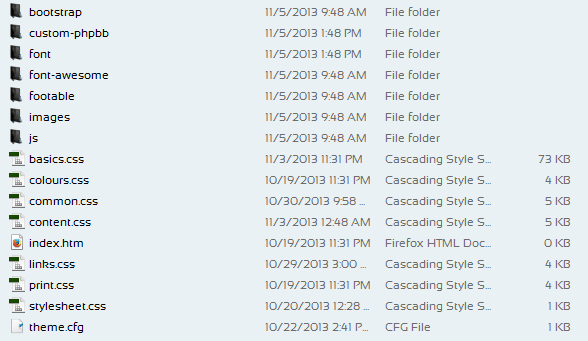 bootstrap 11/5/2013 9:48 AM File folder
custom-phpbb 11/5/2013 1:48 PM File folder
font 11/5/2013 1:48 PM File folder
font-awesome 11/5/2013 9:48 AM File folder
footable 11/5/2013 9:48 AM File folder
images 11/5/2013 9:48 AM File folder
js 11/5/2013 9:48 AM File folder
basics.css 11/3/2013 11:31 PM Cascading Style S... 73 KB
colours.css 10/19/2013 11:31 PM Cascading Style S... 4 KB
common.css 10/30/2013 9:58 ... Cascading Style S... 5 KB
content.css 11/3/2013 12:48 AM Cascading Style S... 5 KB
index.htm 10/19/2013 11:31 PM Firefox HTML Doc... 0 KB
links.css 10/29/2013 3:00 ... Cascading Style S... 4 KB
print.css 10/19/2013 11:31 PM Cascading Style S... 4 KB
stylesheet.css 10/20/2013 12:28 ... Cascading Style S... 1 KB
theme.cfg 10/22/2013 2:41 P... CFG File 1 KB